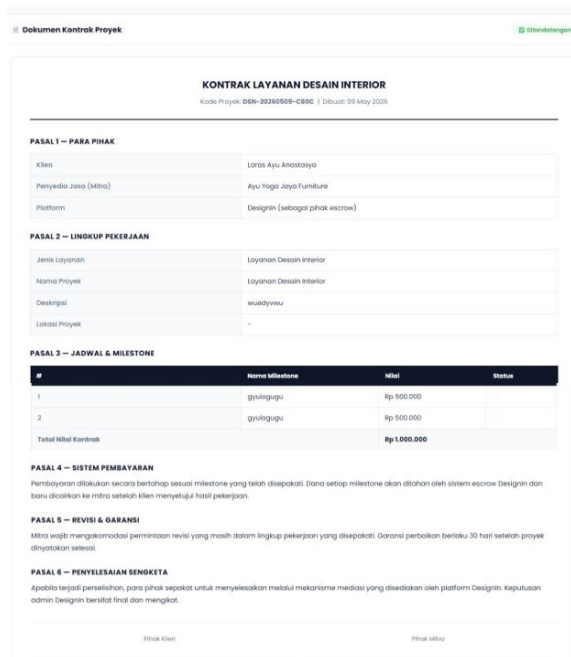 Dokumen Kontrak Proyek
Ditandatangani
KONTRAK LAYANAN DESAIN INTERIOR
Kode Proyek: DSN-20260509-C80C | Dibuat: 09 May 2026
PASAL 1 — PARA PIHAK
Klien Laras Ayu Anastasya
Penyedia Jasa (Mitra) Ayu Yoga Jaya Furniture
Platform DesignIn (sebagai pihak escrow)
PASAL 2 — LINGKUP PEKERJAAN
Jenis Layanan Layanan Desain Interior
Nama Proyek Layanan Desain Interior
Deskripsi wuedyvwu
Lokasi Proyek -
PASAL 3 — JADWAL & MILESTONE
# Nama Milestone Nilai Status
1 gyuiogugu Rp 500.000
2 gyuiogugu Rp 500.000
Total Nilai Kontrak Rp 1.000.000
PASAL 4 — SISTEM PEMBAYARAN
Pembayaran dilakukan secara bertahap sesuai milestone yang telah disepakati. Dana setiap milestone akan ditahan oleh sistem escrow DesignIn dan
baru dicairkan ke mitra setelah klien menyetujui hasil pekerjaan.
PASAL 5 — REVISI & GARANSI
Mitra wajib mengakomodasi permintaan revisi yang masih dalam lingkup pekerjaan yang disepakati. Garansi perbaikan berlaku 30 hari setelah proyek
dinyatakan selesai.
PASAL 6 — PENYELESAIAN SENGKETA
Apabila terjadi perselisihan, para pihak sepakat untuk menyelesaikan melalui mekanisme mediasi yang disediakan oleh platform DesignIn. Keputusan
admin DesignIn bersifat final dan mengikat.
Pihak Klien Pihak Mitra